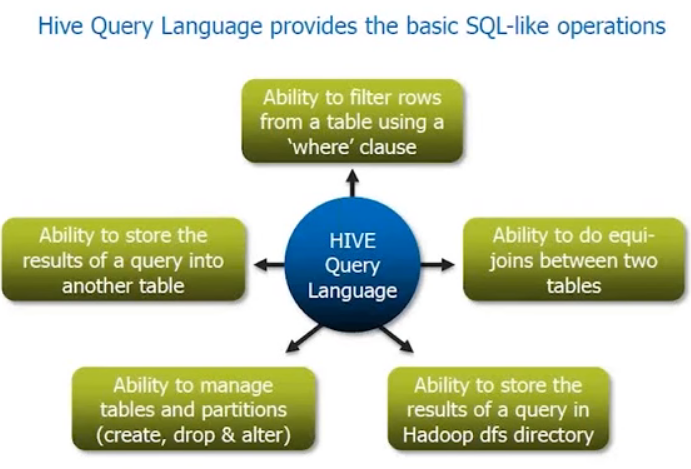 Hive Query Language provides the basic SQL-like operations
Ability to filter rows
from a table using a
‘where’ clause
Ability to store the
results of a query into
another table
HIVE
Query
Language
Ability to do equi-
joins between two
tables
Ability to manage
tables and partitions
(create, drop & alter)
Ability to store the
results of a query in
Hadoop dfs directory